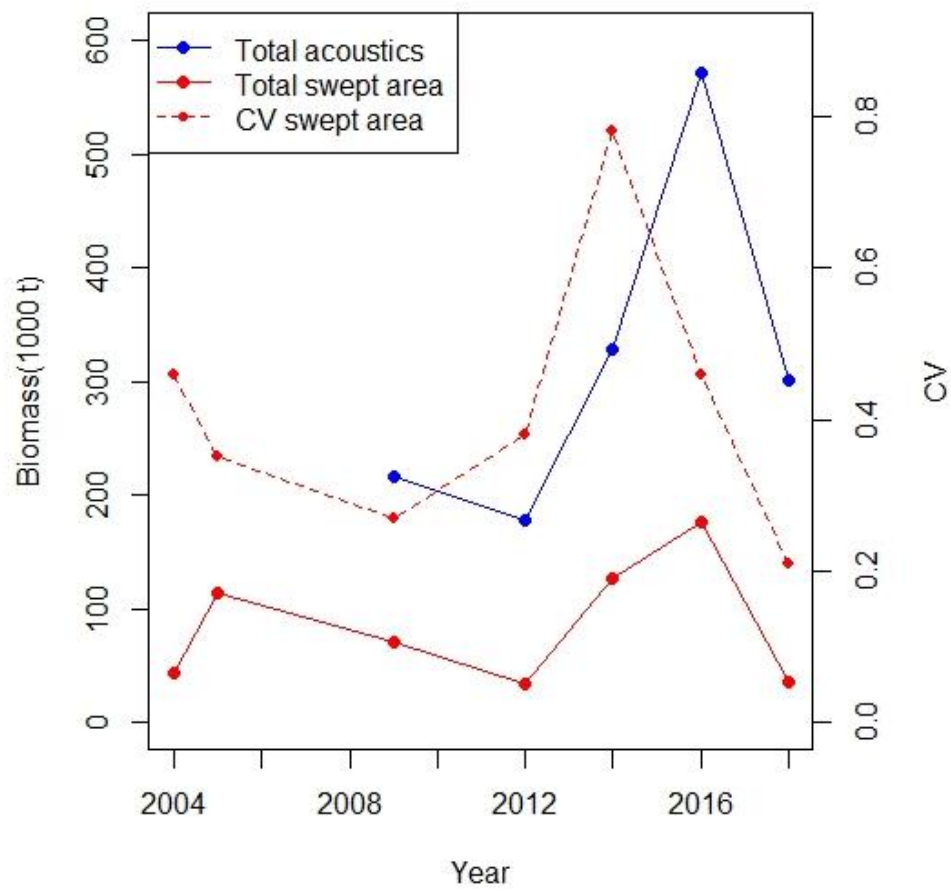 Total acoustics
Total swept area
CV swept area
600
500
400
300
200
100
0
Biomass(1000 t)
0.8
0.6
0.4
0.2
0.0
CV
2004 2008 2012 2016
Year